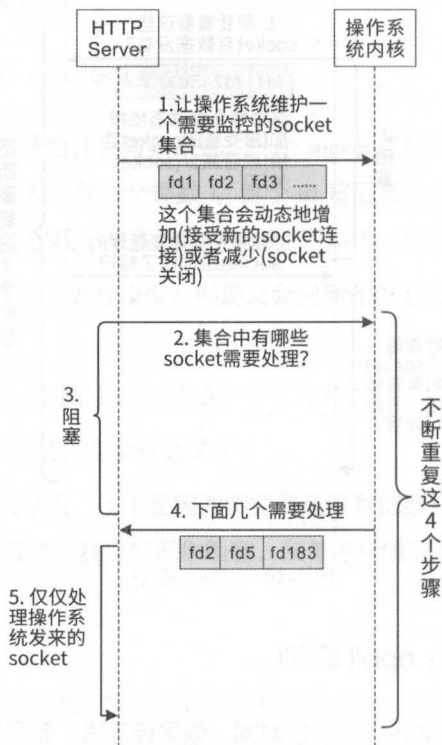 HTTP
Server
操作系
统内核
1.让操作系统维护一
个需要监控的socket
集合
fd1 fd2 fd3 ......
这个集合会动态地增
加(接受新的socket连
接)或者减少(socket
关闭)
2. 集合中有哪些
socket需要处理?
3.
阻
塞
不
断
重
复
这
4
个
步
骤
4. 下面几个需要处理
fd2 fd5 fd183
5. 仅仅处
理操作系
统发来的
socket